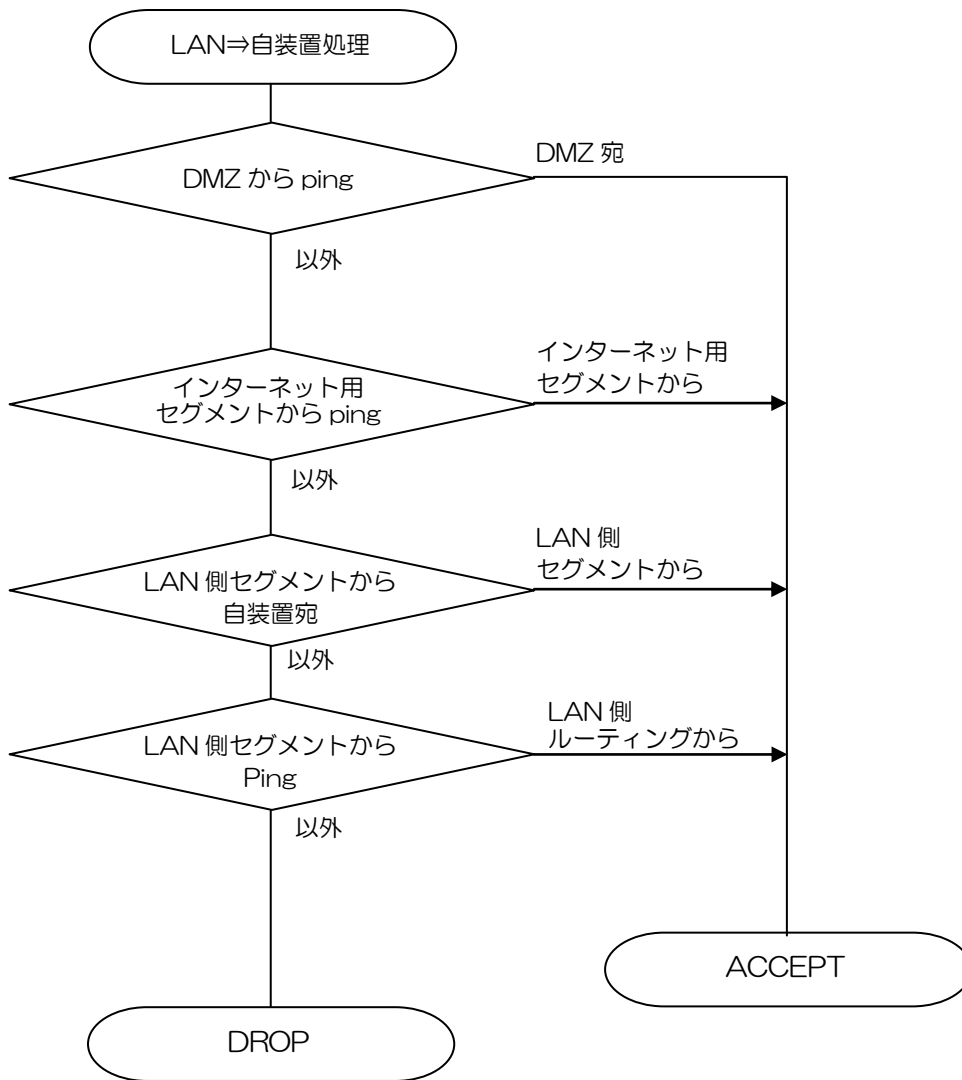 LAN⇒自装置処理
DMZ から ping
DMZ 宛
以外
インターネット用
セグメントから ping
インターネット用
セグメントから
以外
LAN 側セグメントから
自装置宛
LAN 側
セグメントから
以外
LAN 側セグメントから
Ping
LAN 側
ルーティングから
以外
ACCEPT
DROP